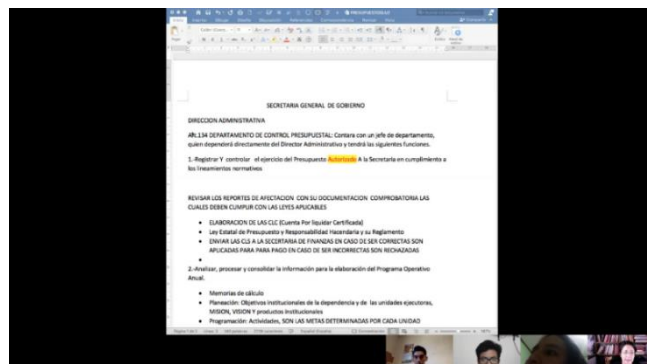 SECRETARIA GENERAL DE GOBIERNO
DIRECCION ADMINISTRATIVA
ARt.134 DEPARTAMENTO DE CONTROL PRESUPUESTAL: Contara con un jefe de departamento,
quien dependerá directamente del Director Administrativo y tendrá las siguientes funciones.
1.-Registrar Y controlar el ejercicio del Presupuesto Autorizado A la Secretaria en cumplimiento a
los lineamientos normativos
REVISAR LOS REPORTES DE AFECTACION CON SU DOCUMENTACION COMPROBATORIA LAS
CUALES DEBEN CUMPLIR CON LAS LEYES APLICABLES
• ELABORACION DE LAS CLC (Cuenta Por liquidar Certificada)
• Ley Estatal de Presupuesto y Responsabilidad Hacendaria y su Reglamento
• ENVIAR LAS CLS A LA SECERTARIA DE FINANZAS EN CASO DE SER CORRECTAS SON
APLICADAS PARA PARA PAGO EN CASO DE SER INCORRECTAS SON RECHAZADAS
•
2.-Analizar, procesar y consolidar la información para la elaboración del Programa Operativo
Anual.
• Memorias de cálculo
• Planeación: Objetivos Institucionales de la dependencia y de las unidades ejecutoras,
MISION, VISION Y productos Institucionales
• Programación: Actividades, SON LAS METAS DETERMINADAS POR CADA UNIDAD